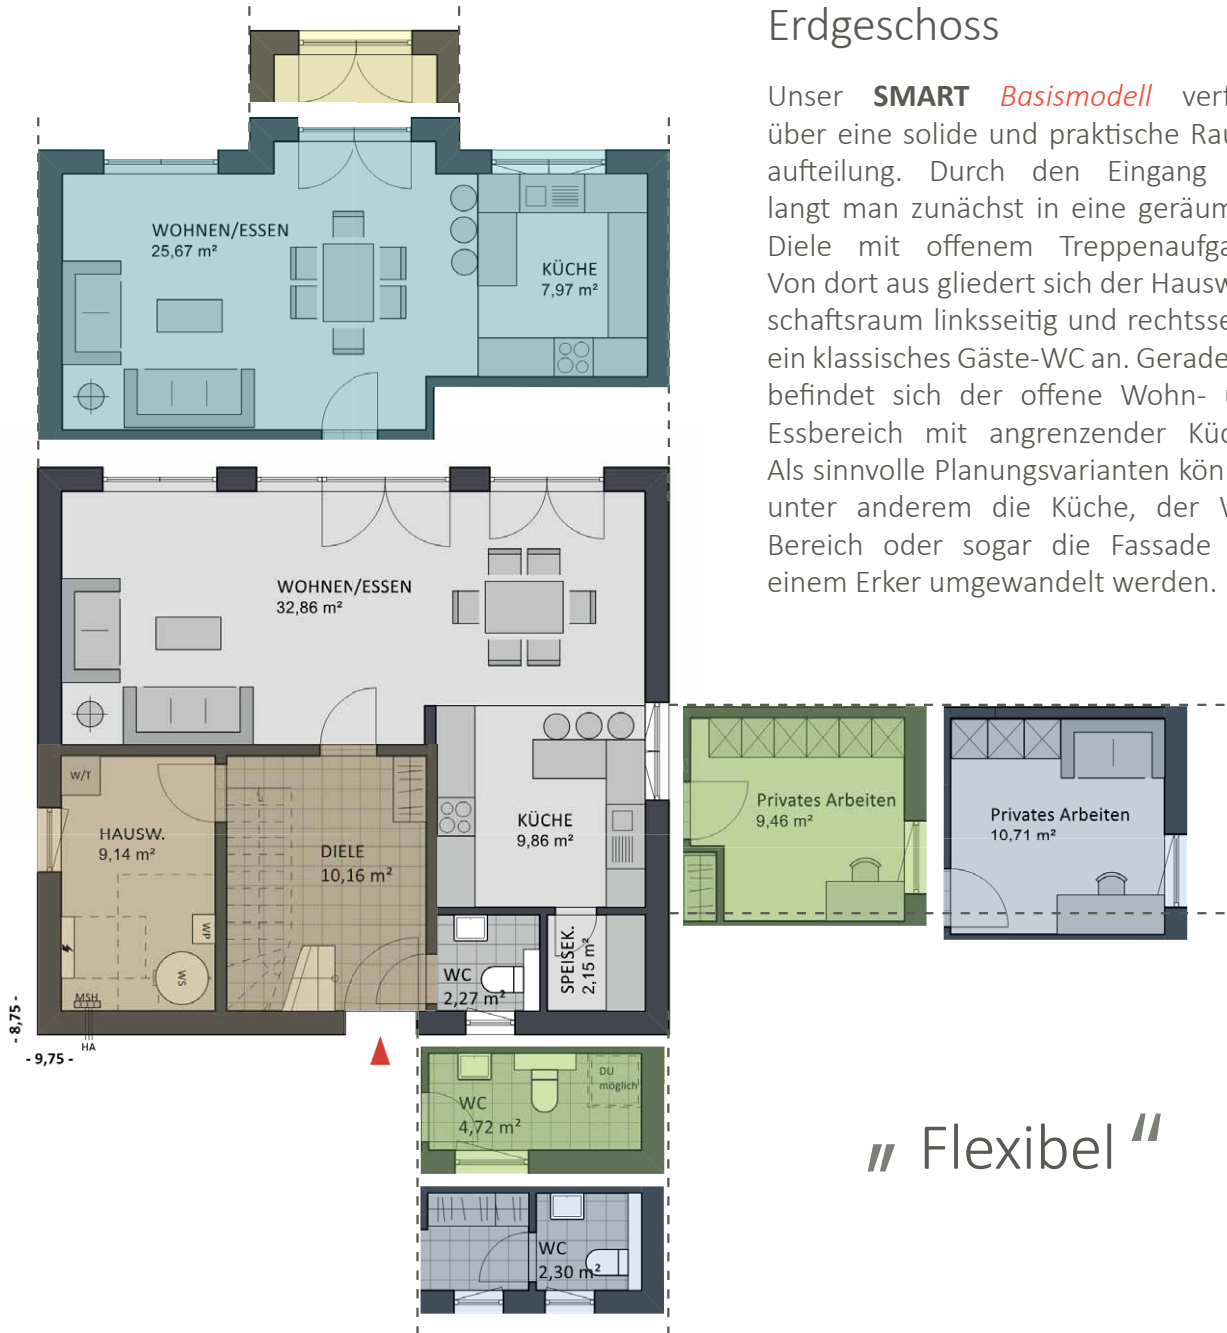 Erdgeschoss
Unser SMART Basismodell verf
über eine solide und praktische Rau
aufteilung. Durch den Eingang
langt man zunächst in eine geräum
Diele mit offenem Treppenaufga
Von dort aus gliedert sich der Hausw
schaftsraum linksseitig und rechtsse
ein klassisches Gäste-WC an. Gerade
befindet sich der offene Wohn- u
Essbereich mit angrenzender Küc
Als sinnvolle Planungsvarianten kön
unter anderem die Küche, der W
Bereich oder sogar die Fassade
einem Erker umgewandelt werden.
WOHNEN/ESSEN
25,67 m²
KÜCHE
7,97 m²
WOHNEN/ESSEN
32,86 m²
W/T
HAUSW.
9,14 m²
DIELE
10,16 m²
KÜCHE
9,86 m²
Privates Arbeiten
9,46 m²
Privates Arbeiten
10,71 m²
WP
WS
MSH
HA
WC
2,27 m²
SPEISEK.
2,15 m²
- 8,75 -
- 9,75 -
DU
möglich
WC
4,72 m²
WC
2,30 m²
„ Flexibel “